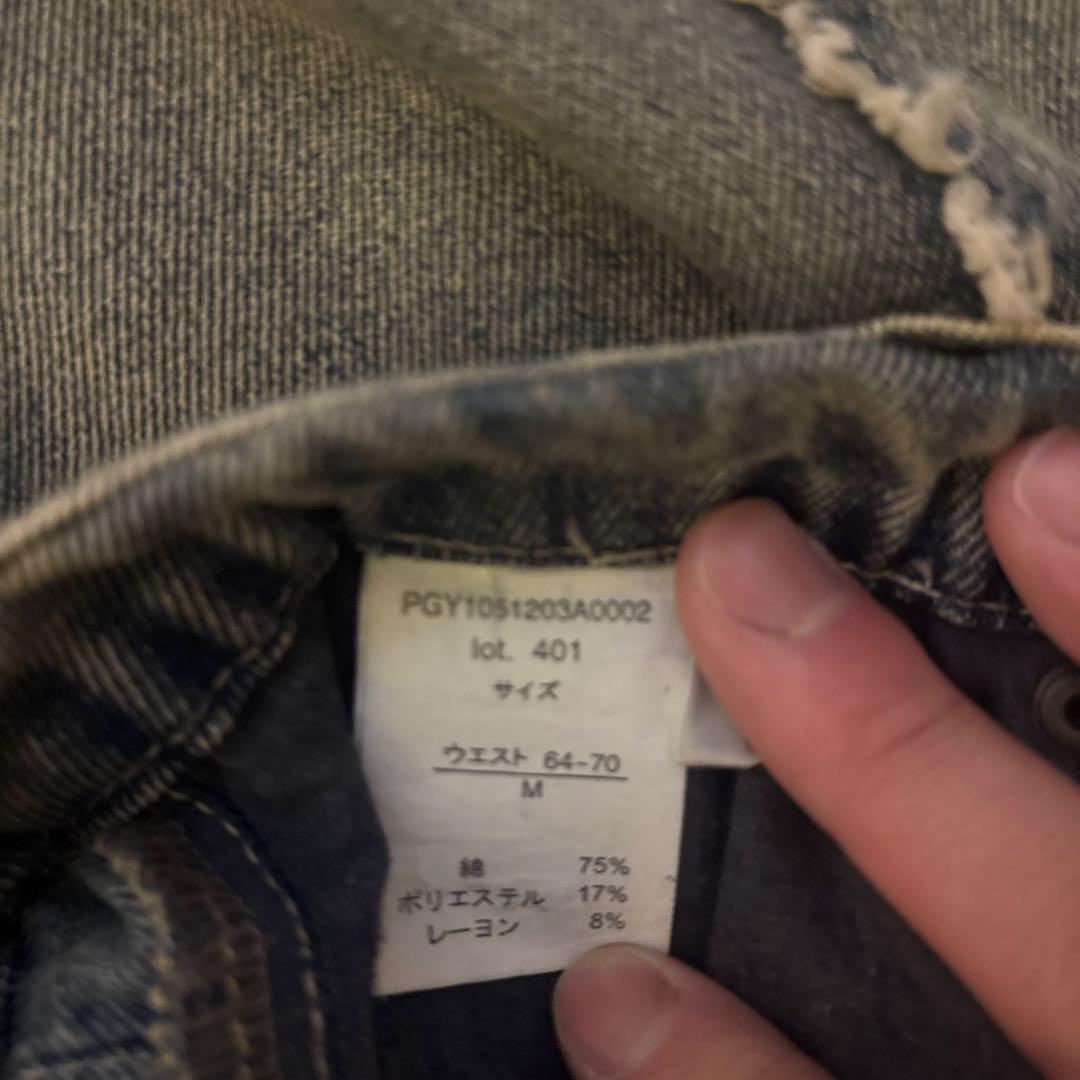 PGY1051203A0002
lot. 401
サイズ
ウエスト 64~70
M
綿 75%
ポリエステル 17%
レーヨン 8%